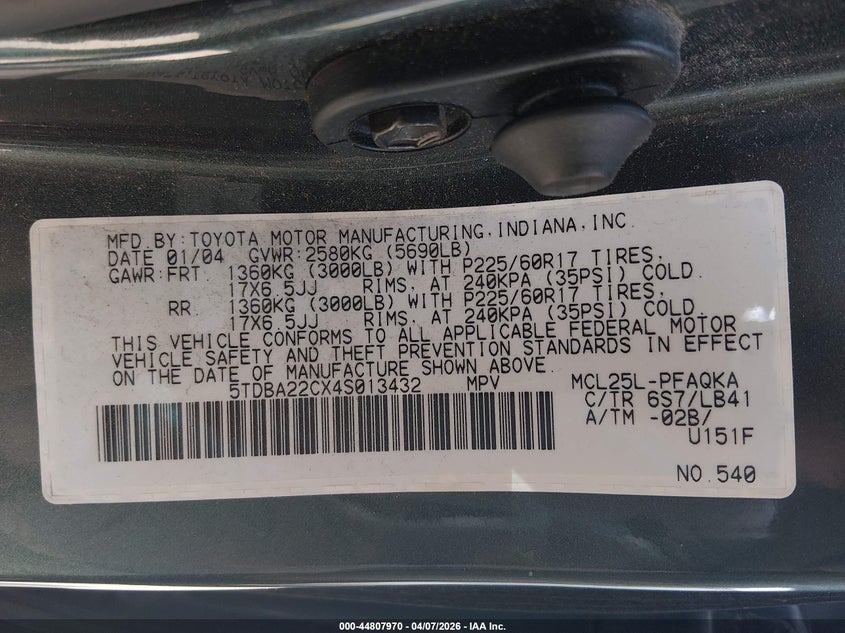 MFD.BY:TOYOTA MOTOR MANUFACTURING,INDIANA,INC.
DATE 01/04 GVWR:2580KG (5690LB)
GAWR:FRT. 1360KG (3000LB) WITH P225/60R17 TIRES,
17X6.5JJ RIMS, AT 240KPA (35PSI) COLD.
RR. 1360KG (3000LB) WITH P225/60R17 TIRES,
17X6.5JJ RIMS, AT 240KPA (35PSI) COLD.
THIS VEHICLE CONFORMS TO ALL APPLICABLE FEDERAL MOTOR
VEHICLE SAFETY AND THEFT PREVENTION STANDARDS IN EFFECT
ON THE DATE OF MANUFACTURE SHOWN ABOVE.
5TDBA22CX4S013432 MPV MCL25L-PFAQKA
C/TR 6S7/LB41
A/TM -02B/
U151F
NO.540
000-44807970 - 04/07/2026 - IAA Inc.